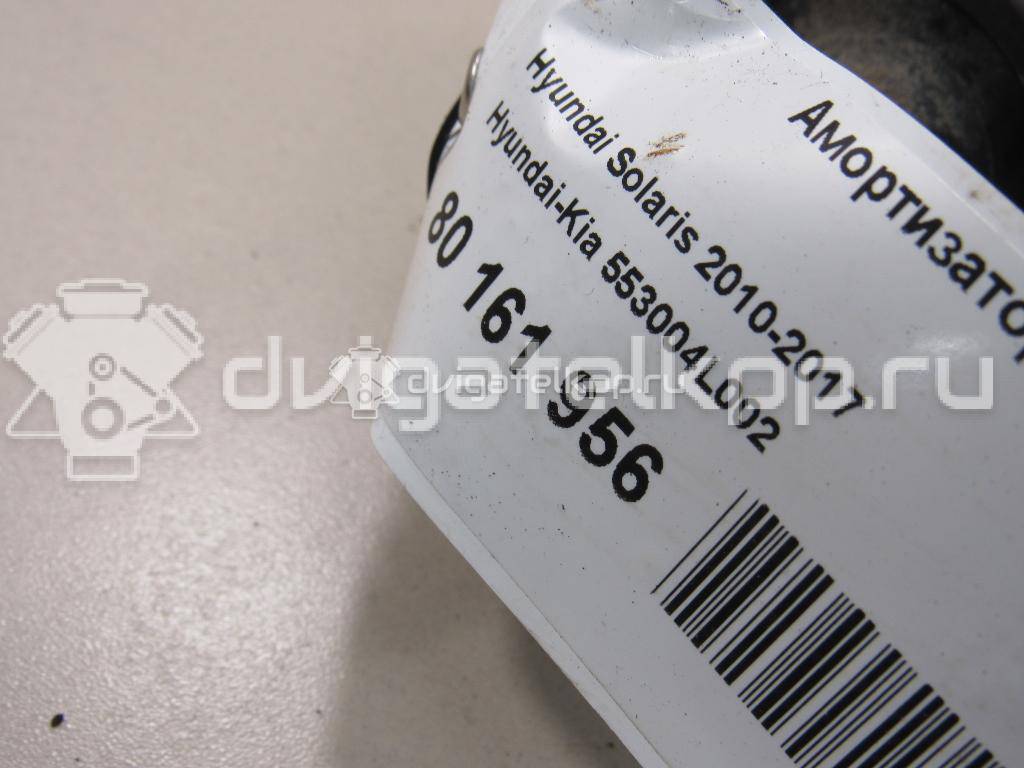 Амортизатор
Hyundai Solaris 2010-2017
Hyundai-Kia 553004L002
80 161 956
dvigatelkop.ru
dvigatelkop.ru